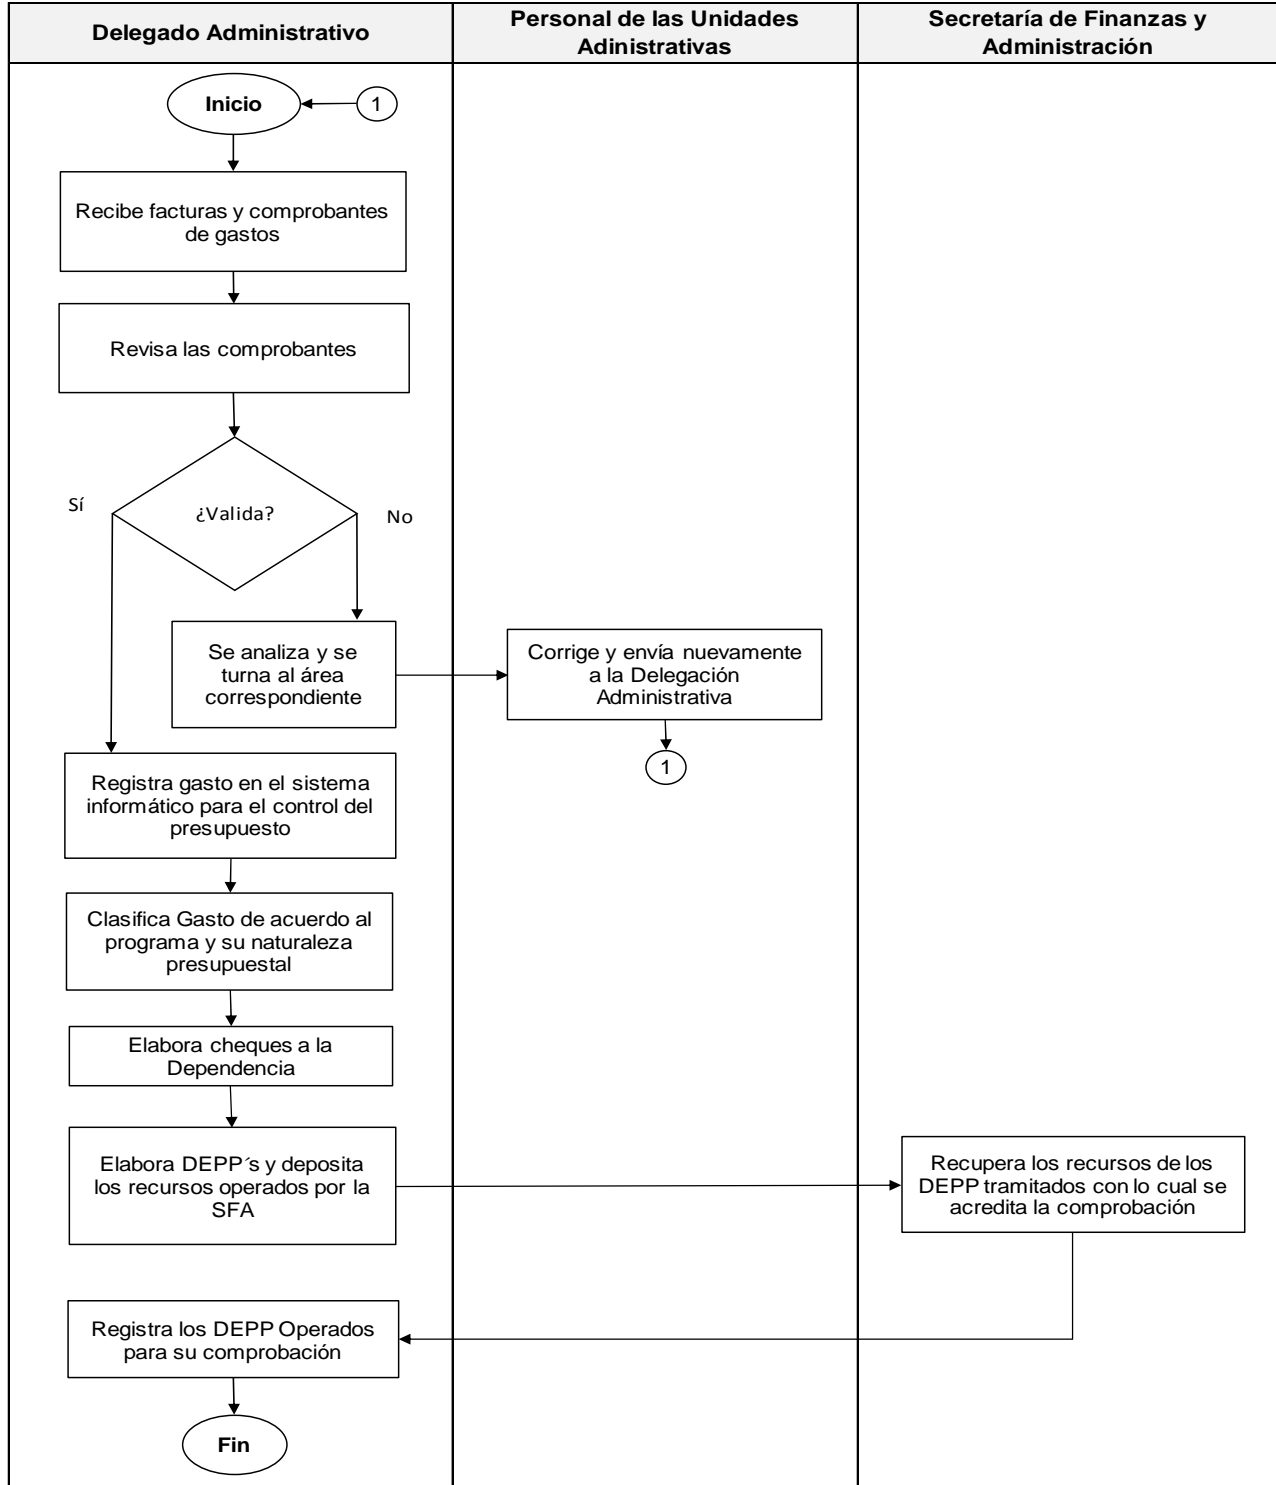 Delegado Administrativo
Personal de las Unidades
Adinistrativas
Secretaría de Finanzas y
Administración
Inicio
1
Recibe facturas y comprobantes
de gastos
Revisa las comprobantes
¿Valida?
Sí
No
Se analiza y se
turna al área
correspondiente
Corrige y envía nuevamente
a la Delegación
Administrativa
1
Registra gasto en el sistema
informático para el control del
presupuesto
Clasifica Gasto de acuerdo al
programa y su naturaleza
presupuestal
Elabora cheques a la
Dependencia
Elabora DEPP´s y deposita
los recursos operados por la
SFA
Recupera los recursos de los
DEPP tramitados con lo cual se
acredita la comprobación
Registra los DEPP Operados
para su comprobación
Fin